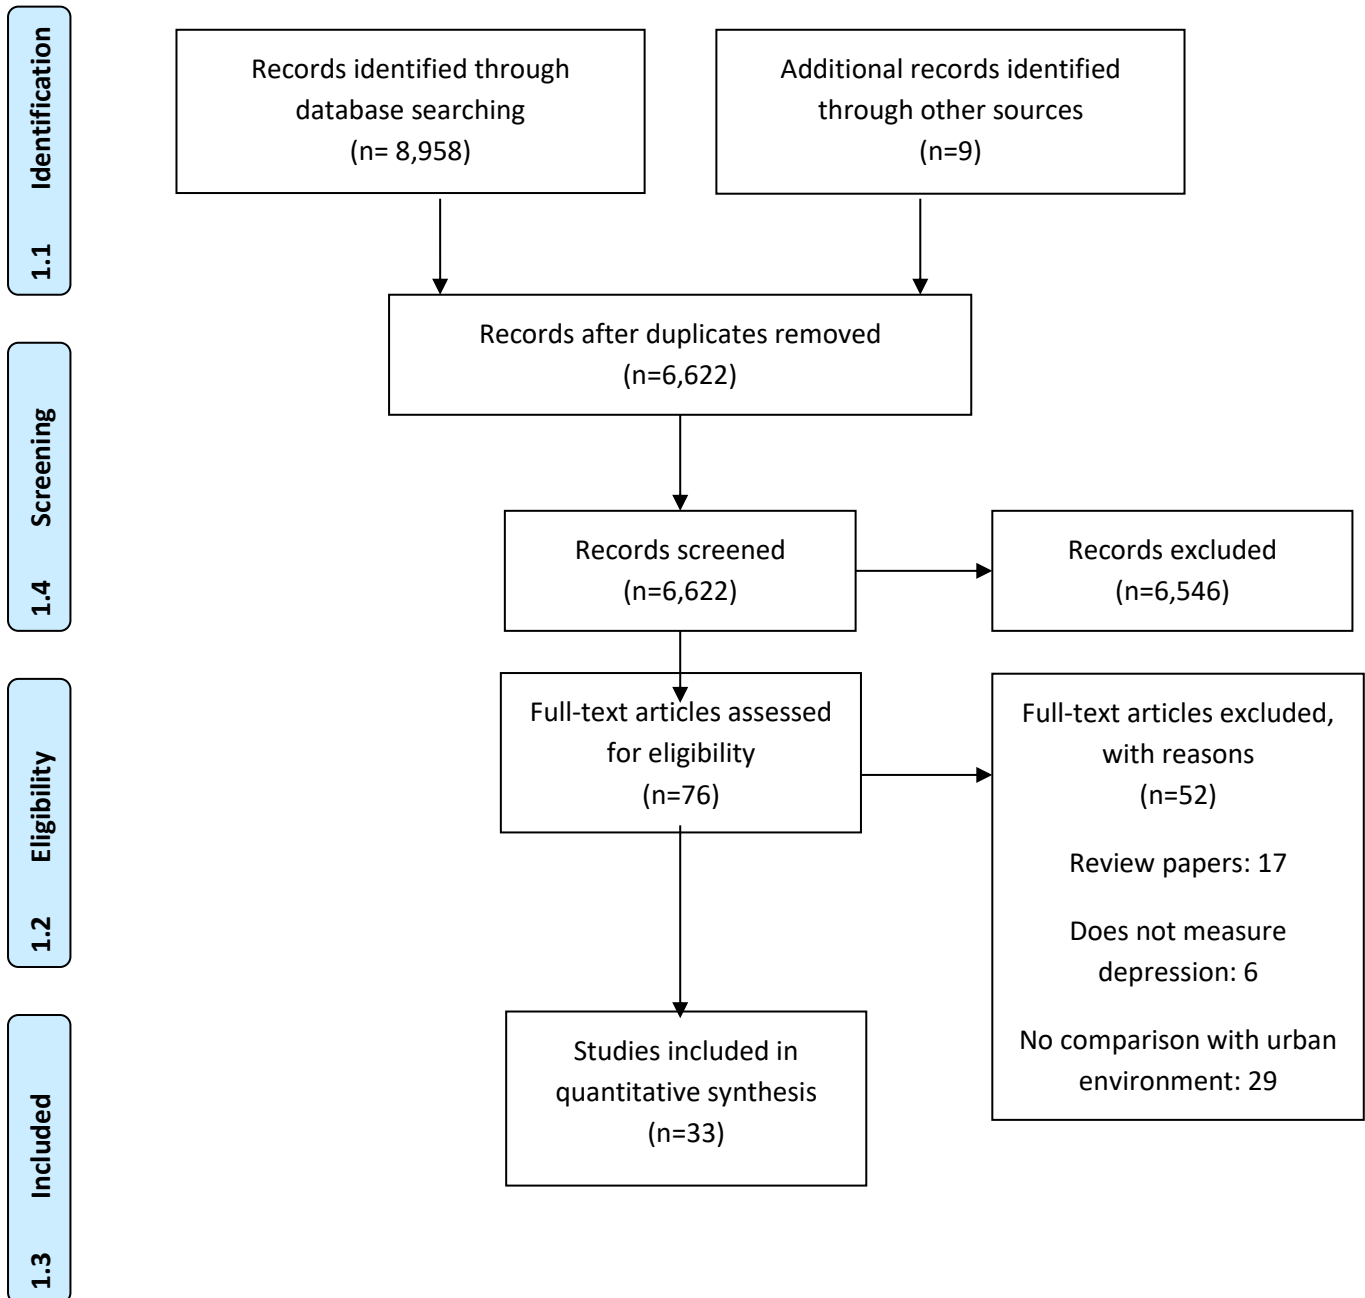 1.1 Identification
Records identified through
database searching
(n= 8,958)
Additional records identified
through other sources
(n=9)
Records after duplicates removed
(n=6,622)
1.4 Screening
Records screened
(n=6,622)
Records excluded
(n=6,546)
1.2 Eligibility
Full-text articles assessed
for eligibility
(n=76)
Full-text articles excluded,
with reasons
(n=52)
Review papers: 17
Does not measure
depression: 6
No comparison with urban
environment: 29
1.3 Included
Studies included in
quantitative synthesis
(n=33)